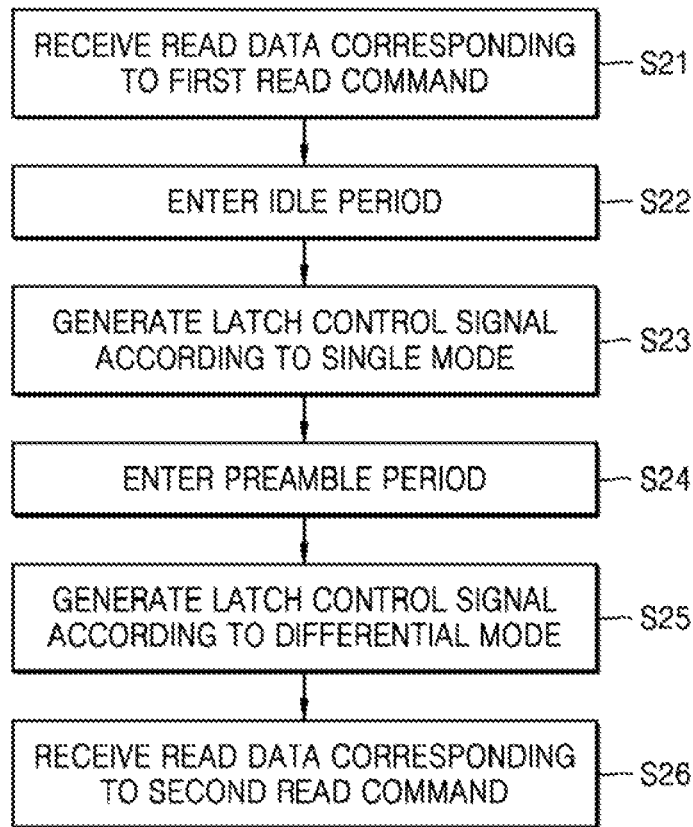 RECEIVE READ DATA CORRESPONDING
TO FIRST READ COMMAND
S21
ENTER IDLE PERIOD
S22
GENERATE LATCH CONTROL SIGNAL
ACCORDING TO SINGLE MODE
S23
ENTER PREAMBLE PERIOD
S24
GENERATE LATCH CONTROL SIGNAL
ACCORDING TO DIFFERENTIAL MODE
S25
RECEIVE READ DATA CORRESPONDING
TO SECOND READ COMMAND
S26